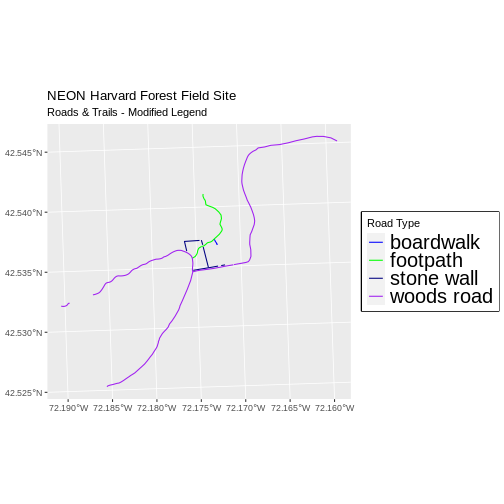 NEON Harvard Forest Field Site
Roads & Trails - Modified Legend
42.545°N
42.540°N
42.535°N
42.530°N
42.525°N
72.190°W 72.185°W 72.180°W 72.175°W 72.170°W 72.165°W 72.160°W
Road Type
boardwalk
footpath
stone wall
woods road